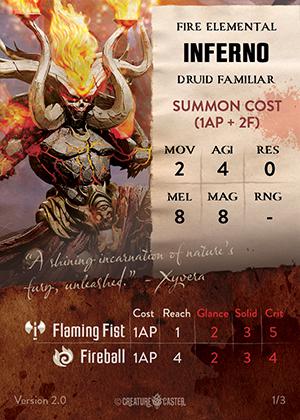 FIRE ELEMENTAL
INFERNO
DRUID FAMILIAR
SUMMON COST
(1AP + 2F)
MOV AGI RES
2 4 0
MEL MAG RNG
8 8 -
"A shining incarnation of nature's
fury, unleashed." - Xyvera
Cost Reach Glance Solid Crit
Flaming Fist 1AP 1 2 3 5
Fireball 1AP 4 2 3 4
Version 2.0 © CREATURE CASTER 1/3